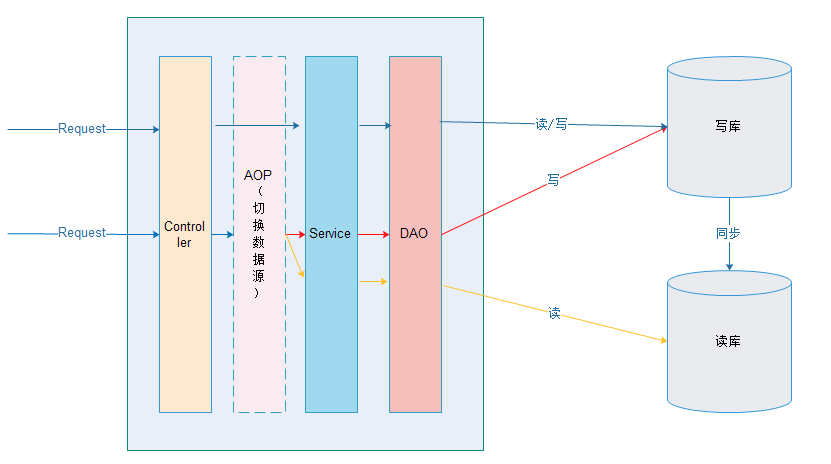 Request
读/写
写库
写
AOP
（
切
换
数
据
源
）
Request
Control
ler
Service
DAO
同步
读
读库